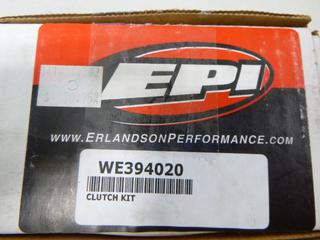 EPI
WWW.ERLANDSONPERFORMANCE.COM
WE394020
CLUTCH KIT